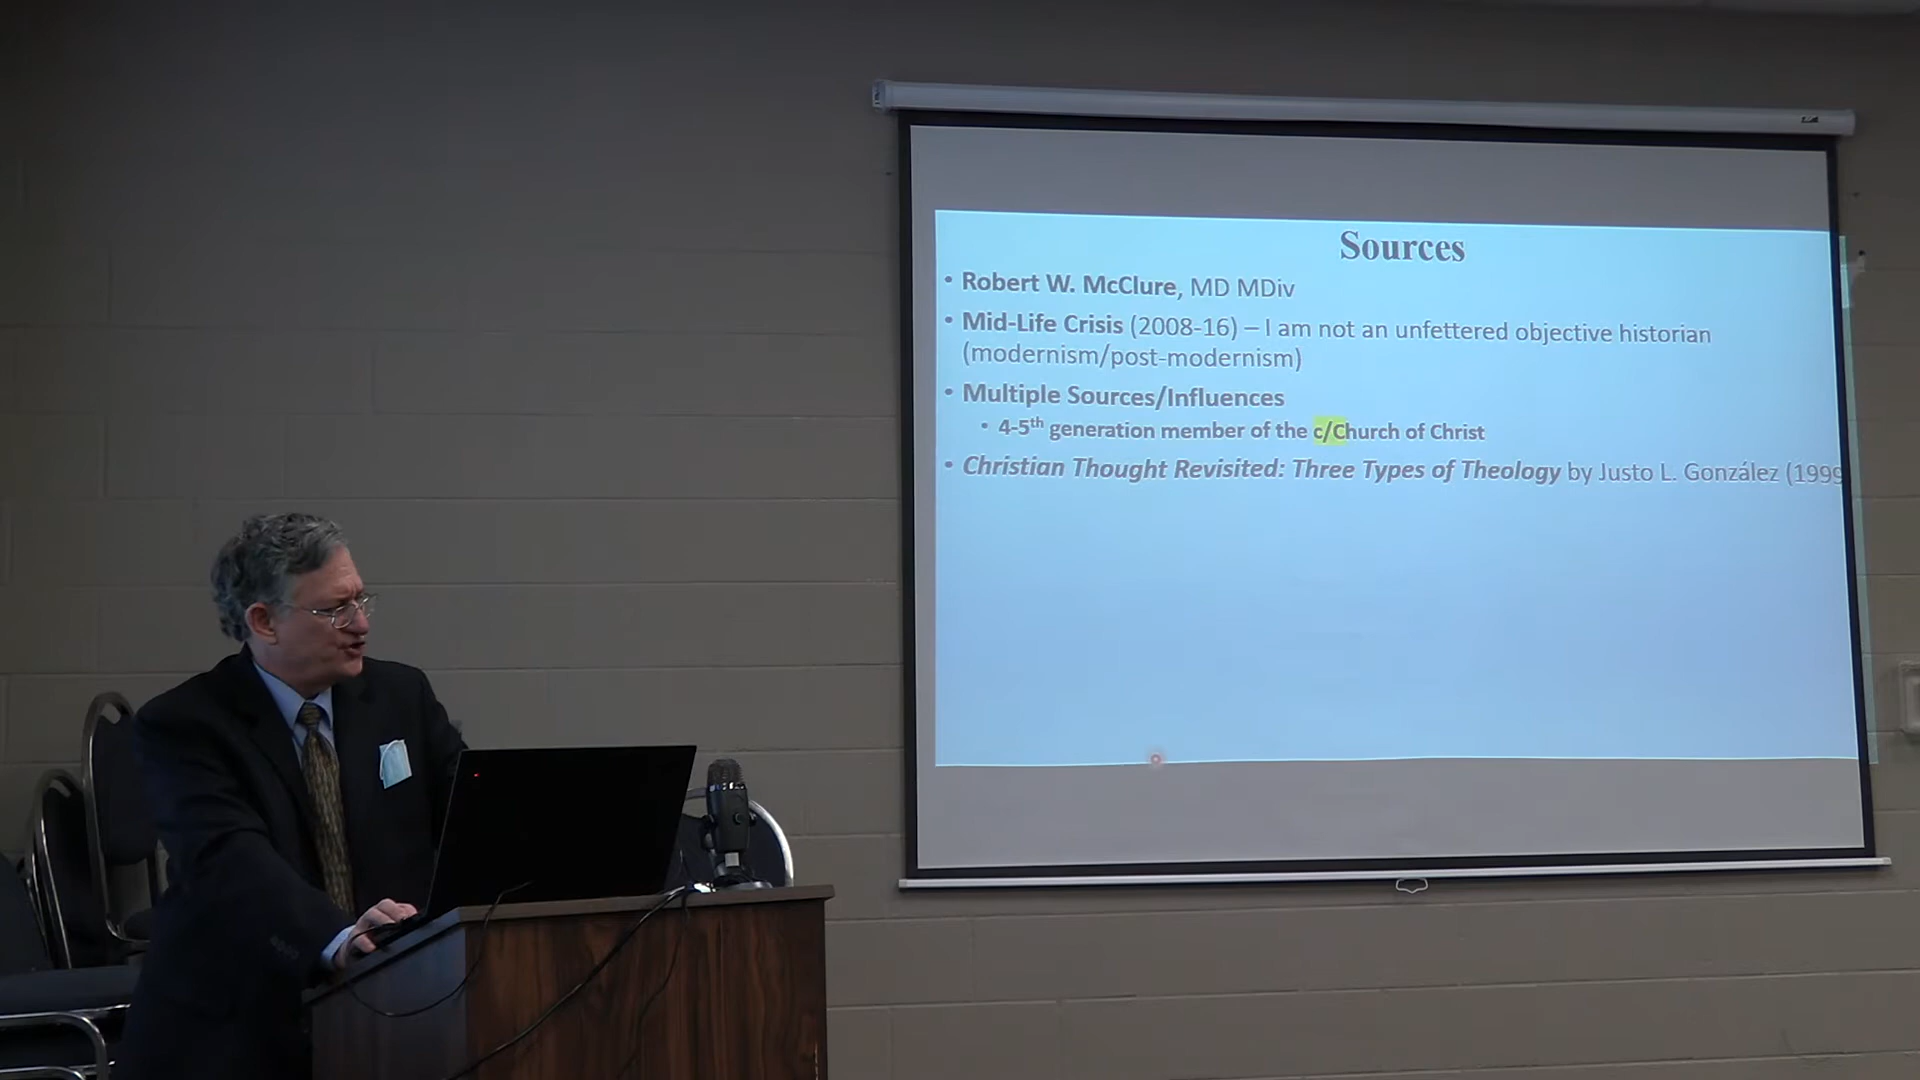 Sources
• Robert W. McClure, MD MDiv
• Mid-Life Crisis (2008-16) – I am not an unfettered objective historian
(modernism/post-modernism)
• Multiple Sources/Influences
• 4-5th generation member of the c/Church of Christ
• Christian Thought Revisited: Three Types of Theology by Justo L. González (1999